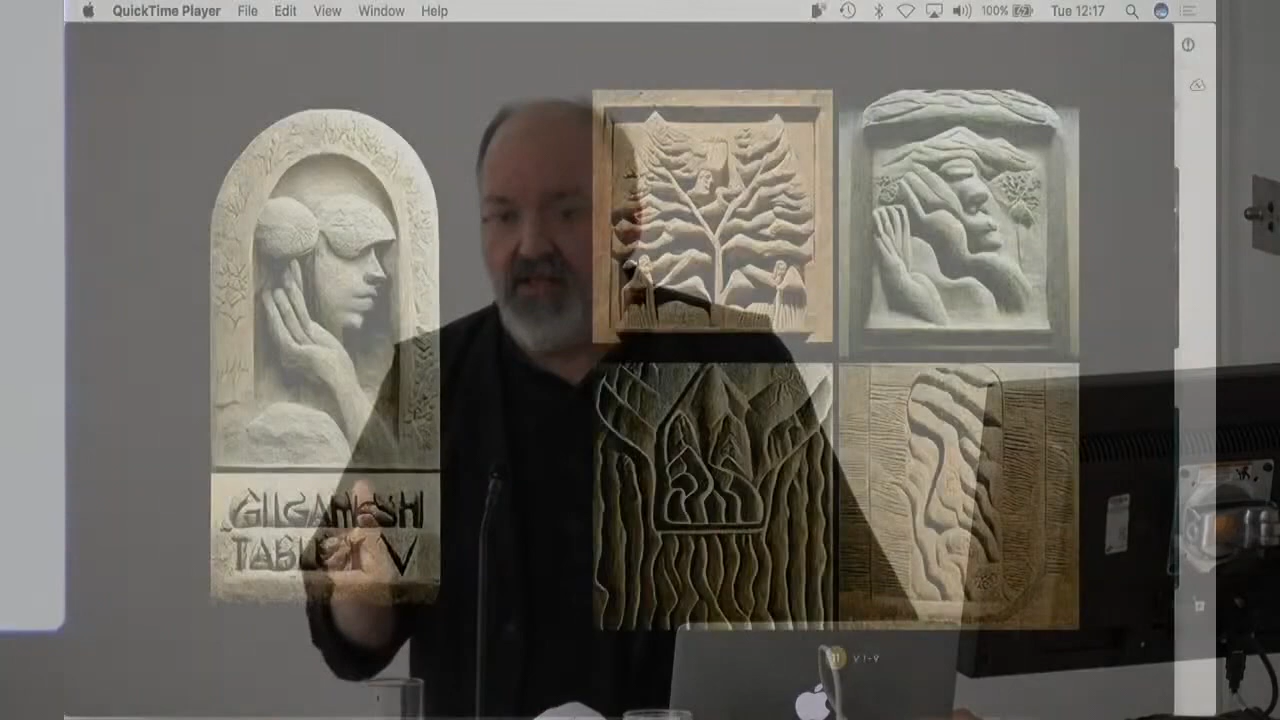 QuickTime Player File Edit View Window Help 100% Tue 12:17
GILGAMESH
TABLET V